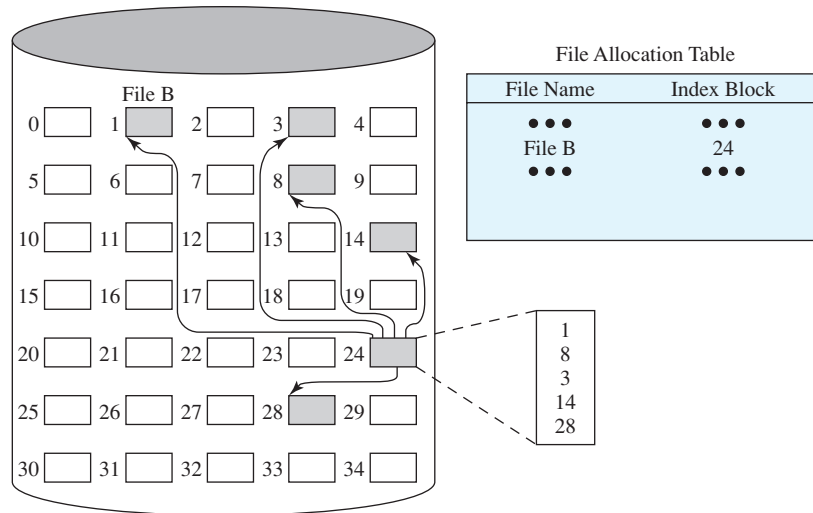 File Allocation Table
File Name Index Block
••• •••
File B 24
••• •••
File B
0 1 2 3 4
5 6 7 8 9
10 11 12 13 14
15 16 17 18 19
20 21 22 23 24
25 26 27 28 29
30 31 32 33 34
1
8
3
14
28